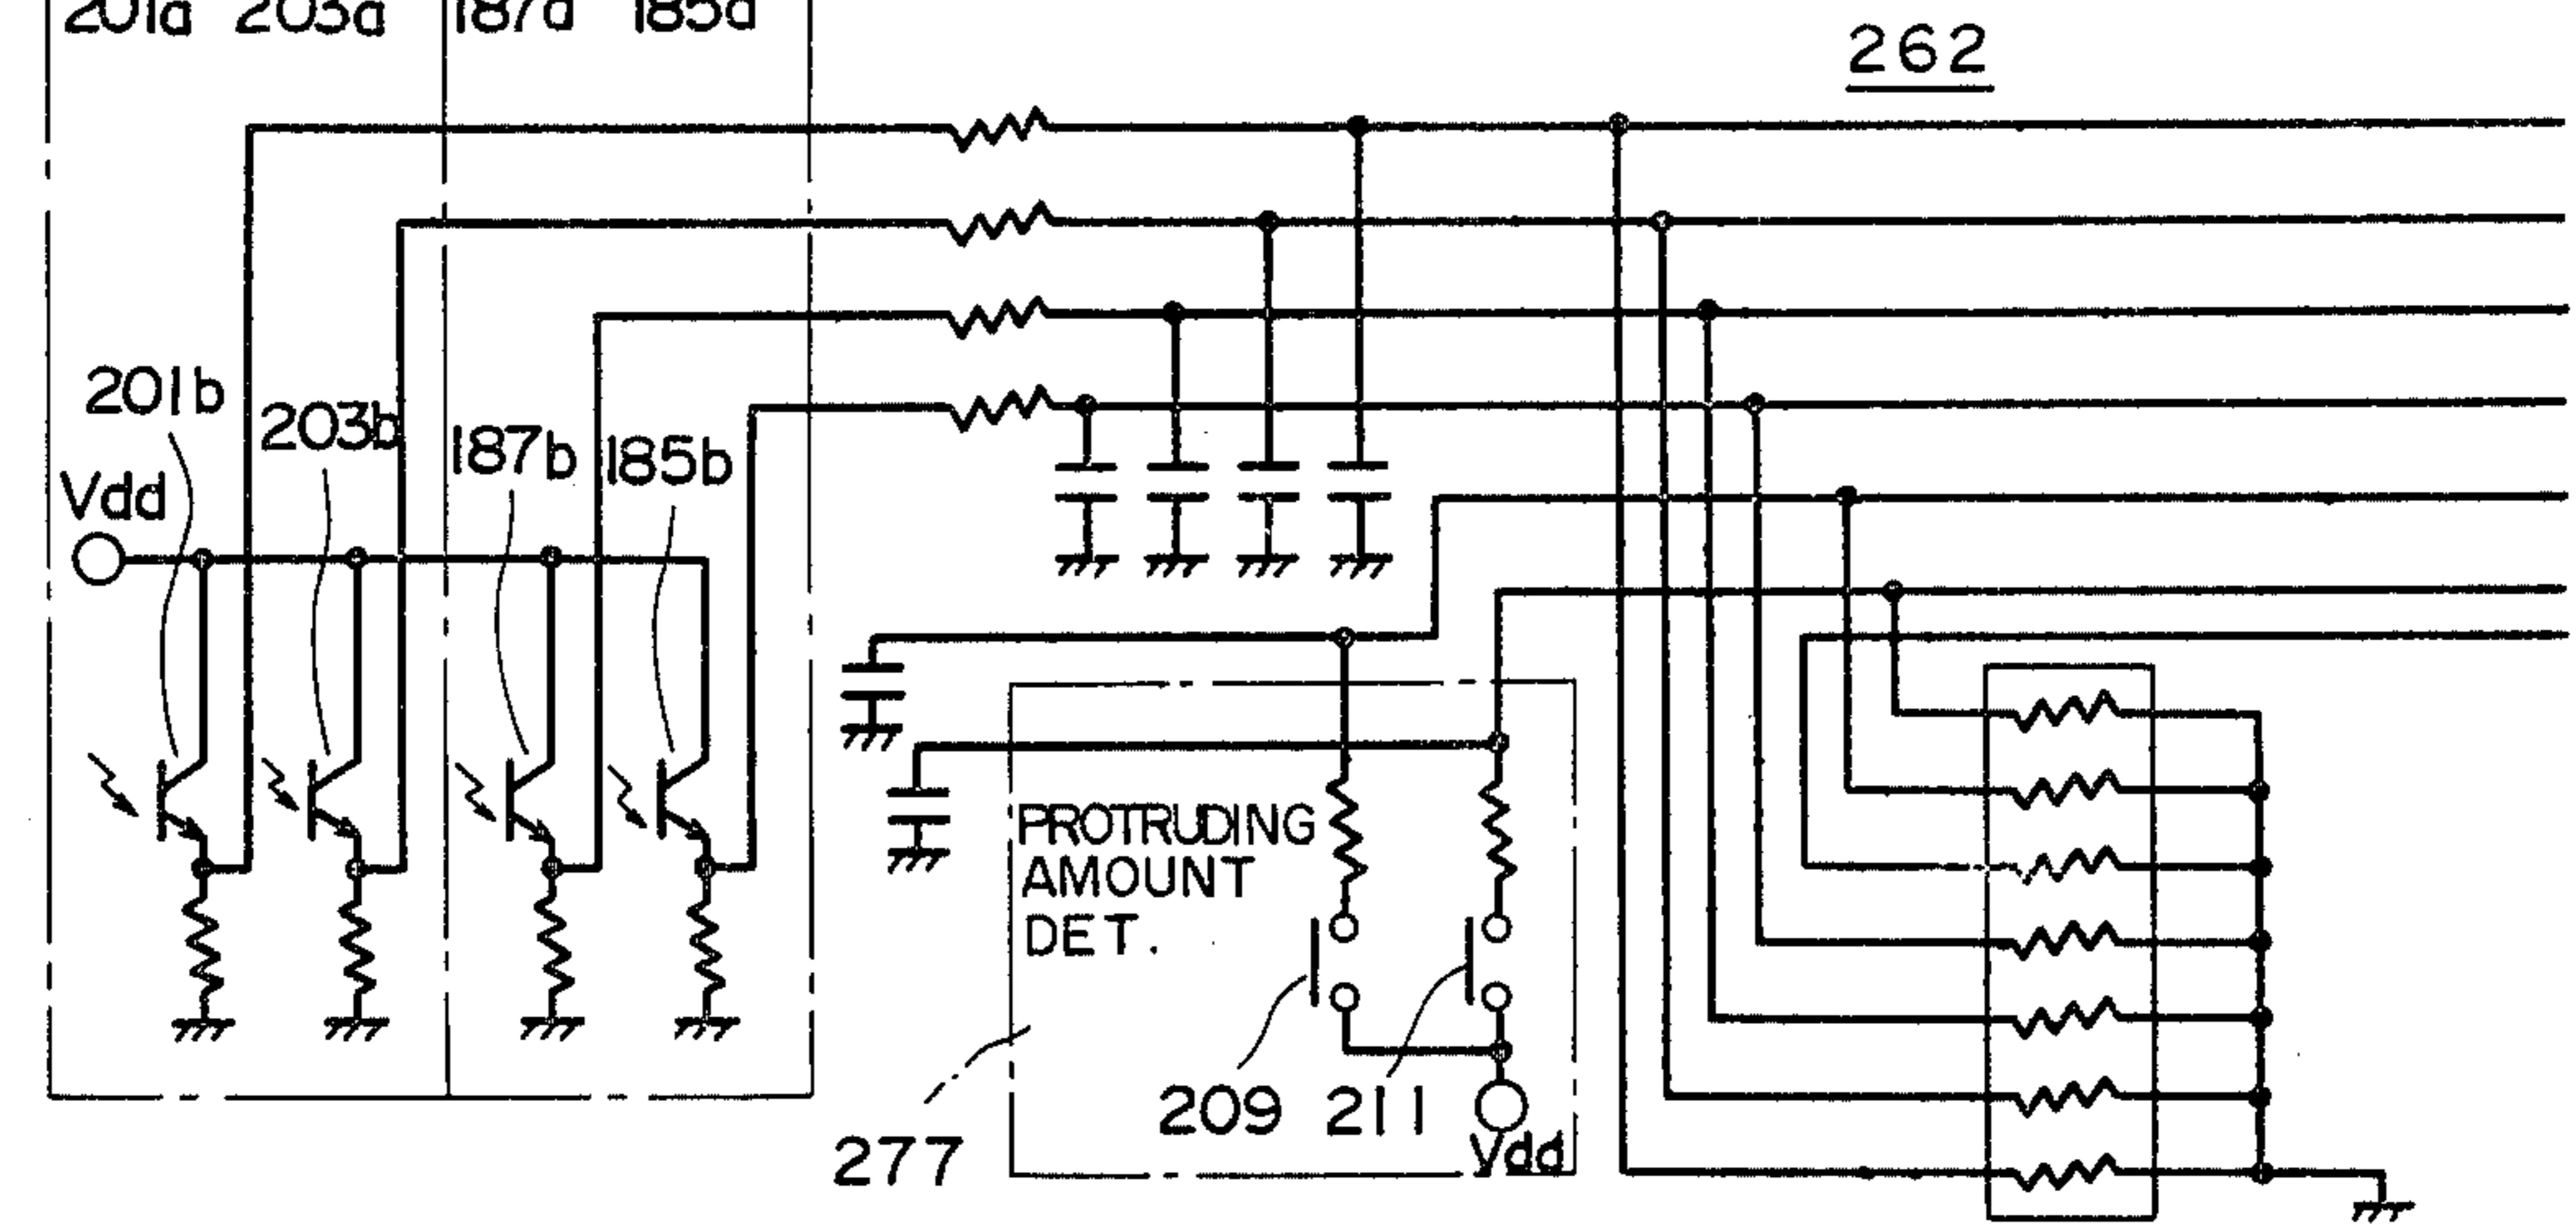 201a 203a 187a 185a
262
201b
203b
187b
185b
Vdd
PROTRUDING
AMOUNT
DET.
209 211
Vdd
277